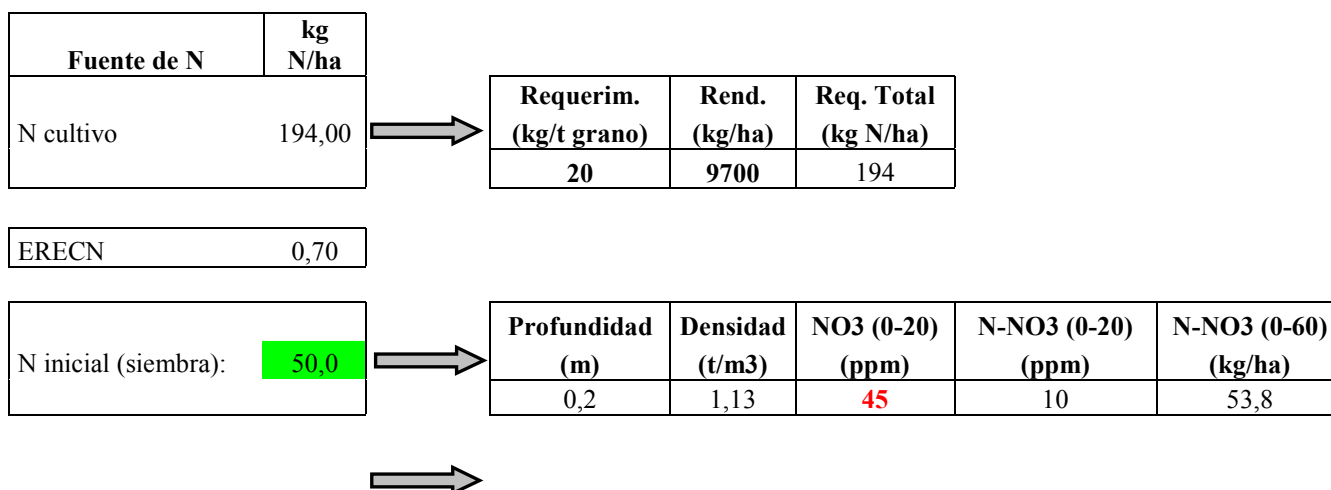 Fuente de N
kg
N/ha
N cultivo 194,00
Requerim.
(kg/t grano)
Rend.
(kg/ha)
Req. Total
(kg N/ha)
20 9700 194
ERECN 0,70
N inicial (siembra): 50,0
Profundidad
(m)
Densidad
(t/m3)
NO3 (0-20)
(ppm)
N-NO3 (0-20)
(ppm)
N-NO3 (0-60)
(kg/ha)
0,2 1,13 45 10 53,8